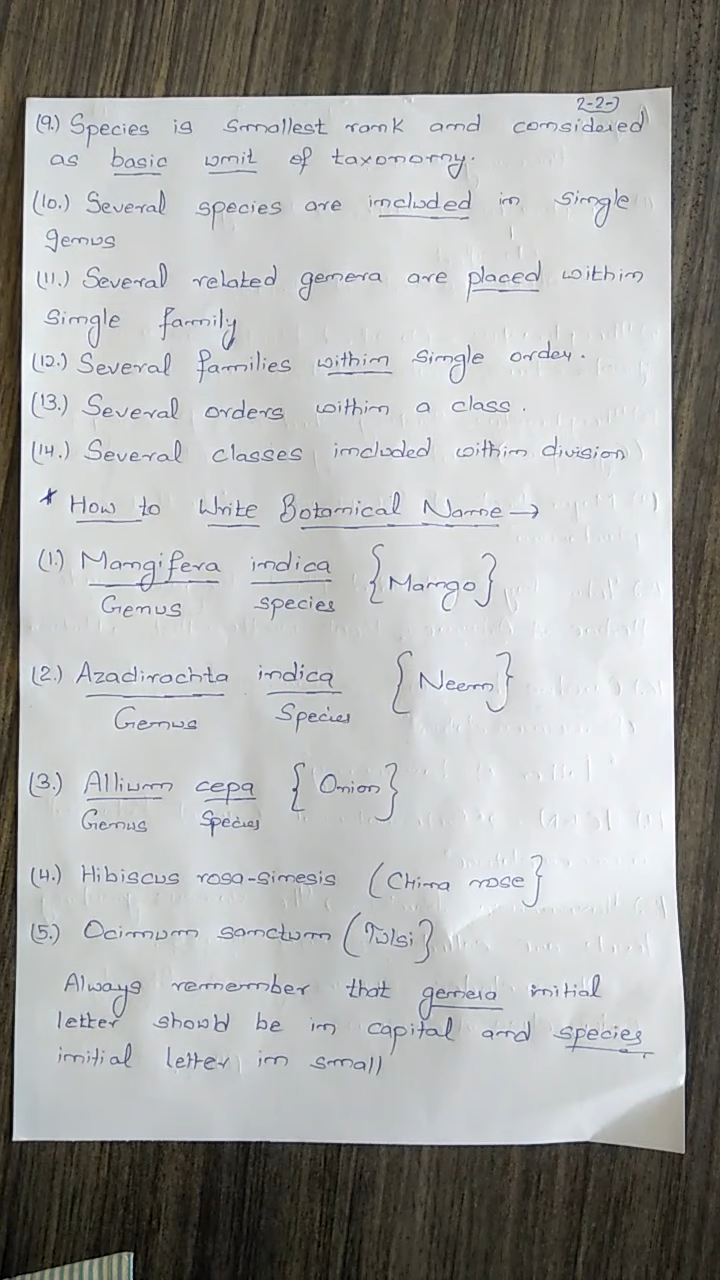 2-2-)
(9.) Species is smallest rank and considered
as basic unit of taxonomy.
(10.) Several species are included in single
genus
(11.) Several related genera are placed within
single family
(12.) Several families within single order.
(13.) Several orders within a class.
(14.) Several classes included within division
* How to Write Botanical Name →
(1.) Mangifera indica {Mango}
Genus species
(2.) Azadirachta indica {Neem}
Genus Species
(3.) Allium cepa {Onion}
Genus Species
(4.) Hibiscus rosa-sinesis (China rose}
(5.) Ocimum sanctum (Tulsi}
Always remember that genera initial
letter should be in capital and species
initial letter in small